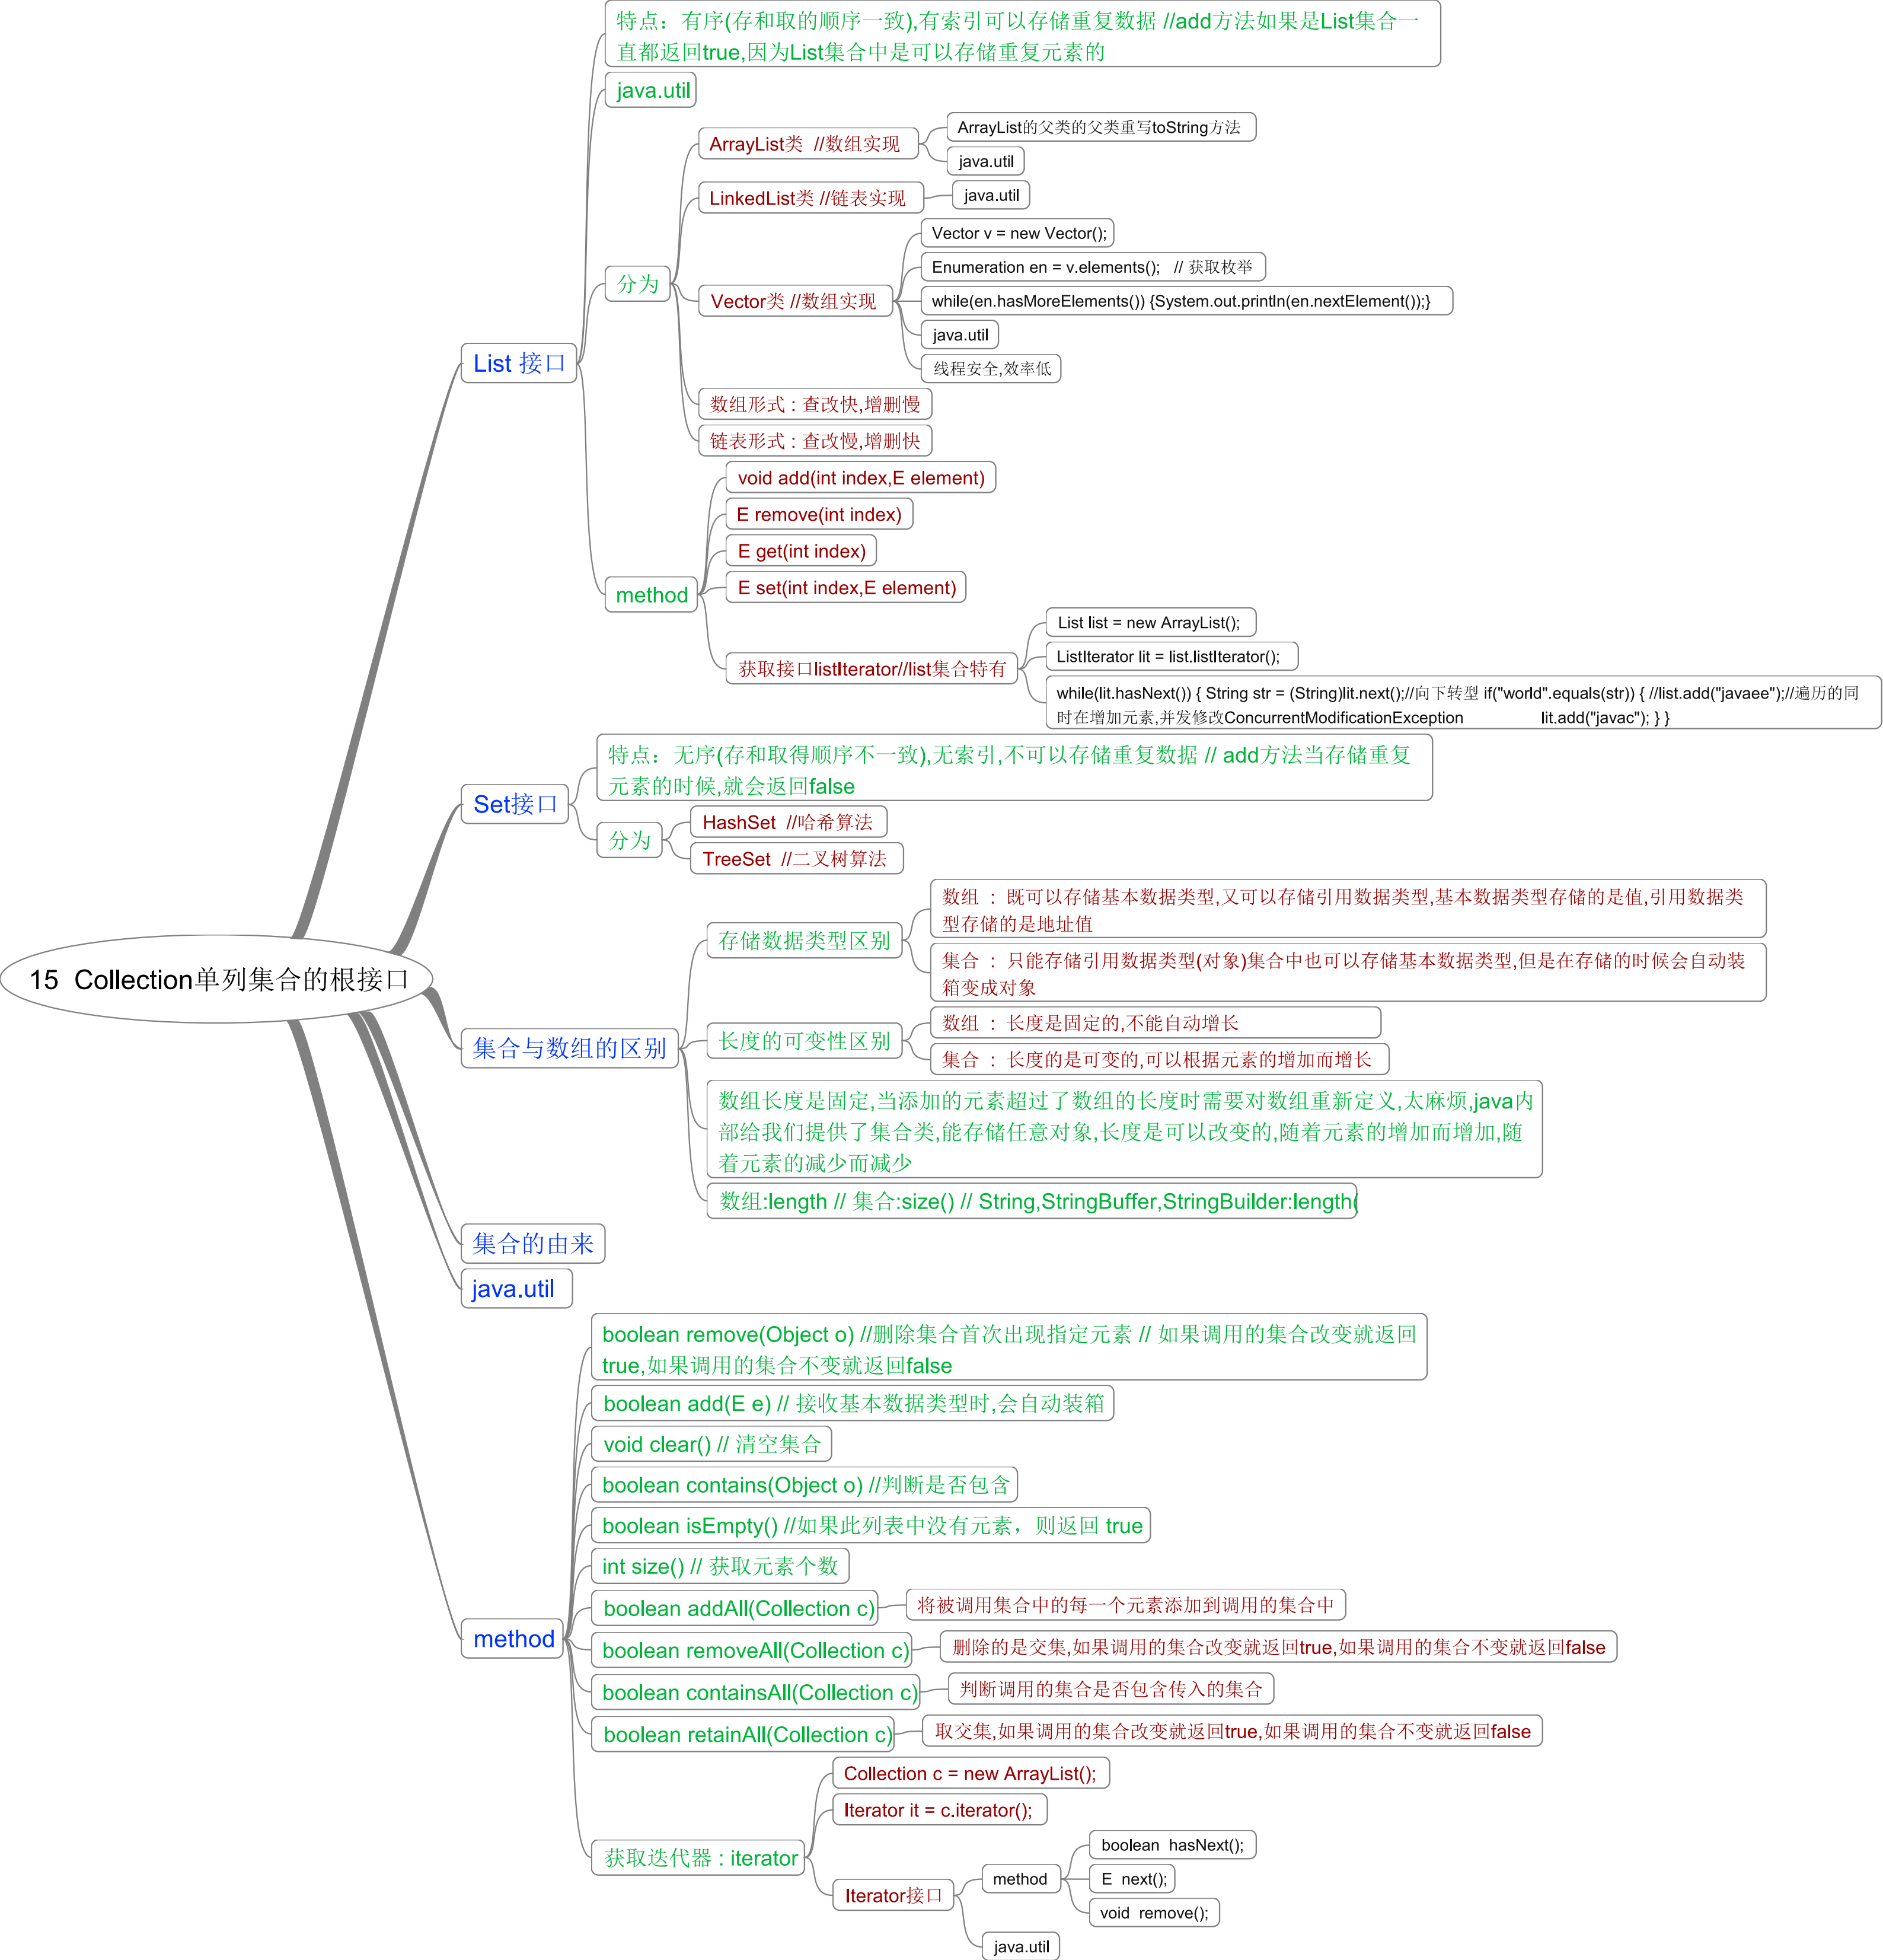 特点：有序(存和取的顺序一致),有索引可以存储重复数据 //add方法如果是List集合一
直都返回true,因为List集合中是可以存储重复元素的
java.util
ArrayList类  //数组实现
ArrayList的父类的父类重写toString方法
java.util
LinkedList类 //链表实现
java.util
分为
Vector类 //数组实现
Vector v = new Vector();
Enumeration en = v.elements();   // 获取枚举
while(en.hasMoreElements()) {System.out.println(en.nextElement());}
java.util
线程安全,效率低
List 接口
数组形式 : 查改快,增删慢
链表形式 : 查改慢,增删快
method
void add(int index,E element)
E remove(int index)
E get(int index)
E set(int index,E element)
获取接口listIterator//list集合特有
List list = new ArrayList();
ListIterator lit = list.listIterator();
while(lit.hasNext()) { String str = (String)lit.next();//向下转型 if("world".equals(str)) { //list.add("javaee");//遍历的同
时在增加元素,并发修改ConcurrentModificationException                 lit.add("javac"); } }
Set接口
特点：无序(存和取得顺序不一致),无索引,不可以存储重复数据 // add方法当存储重复
元素的时候,就会返回false
分为
HashSet  //哈希算法
TreeSet  //二叉树算法
15  Collection单列集合的根接口
集合与数组的区别
存储数据类型区别
数组 ： 既可以存储基本数据类型,又可以存储引用数据类型,基本数据类型存储的是值,引用数据类
型存储的是地址值
集合 ： 只能存储引用数据类型(对象)集合中也可以存储基本数据类型,但是在存储的时候会自动装
箱变成对象
长度的可变性区别
数组 ： 长度是固定的,不能自动增长
集合 ： 长度的是可变的,可以根据元素的增加而增长
数组长度是固定,当添加的元素超过了数组的长度时需要对数组重新定义,太麻烦,java内
部给我们提供了集合类,能存储任意对象,长度是可以改变的,随着元素的增加而增加,随
着元素的减少而减少
数组:length // 集合:size() // String,StringBuffer,StringBuilder:length(
集合的由来
java.util
method
boolean remove(Object o) //删除集合首次出现指定元素 // 如果调用的集合改变就返回
true,如果调用的集合不变就返回false
boolean add(E e) // 接收基本数据类型时,会自动装箱
void clear() // 清空集合
boolean contains(Object o) //判断是否包含
boolean isEmpty() //如果此列表中没有元素，则返回 true
int size() // 获取元素个数
boolean addAll(Collection c)
将被调用集合中的每一个元素添加到调用的集合中
boolean removeAll(Collection c)
删除的是交集,如果调用的集合改变就返回true,如果调用的集合不变就返回false
boolean containsAll(Collection c)
判断调用的集合是否包含传入的集合
boolean retainAll(Collection c)
取交集,如果调用的集合改变就返回true,如果调用的集合不变就返回false
获取迭代器 : iterator
Collection c = new ArrayList();
Iterator it = c.iterator();
Iterator接口
method
boolean  hasNext();
E  next();
void  remove();
java.util